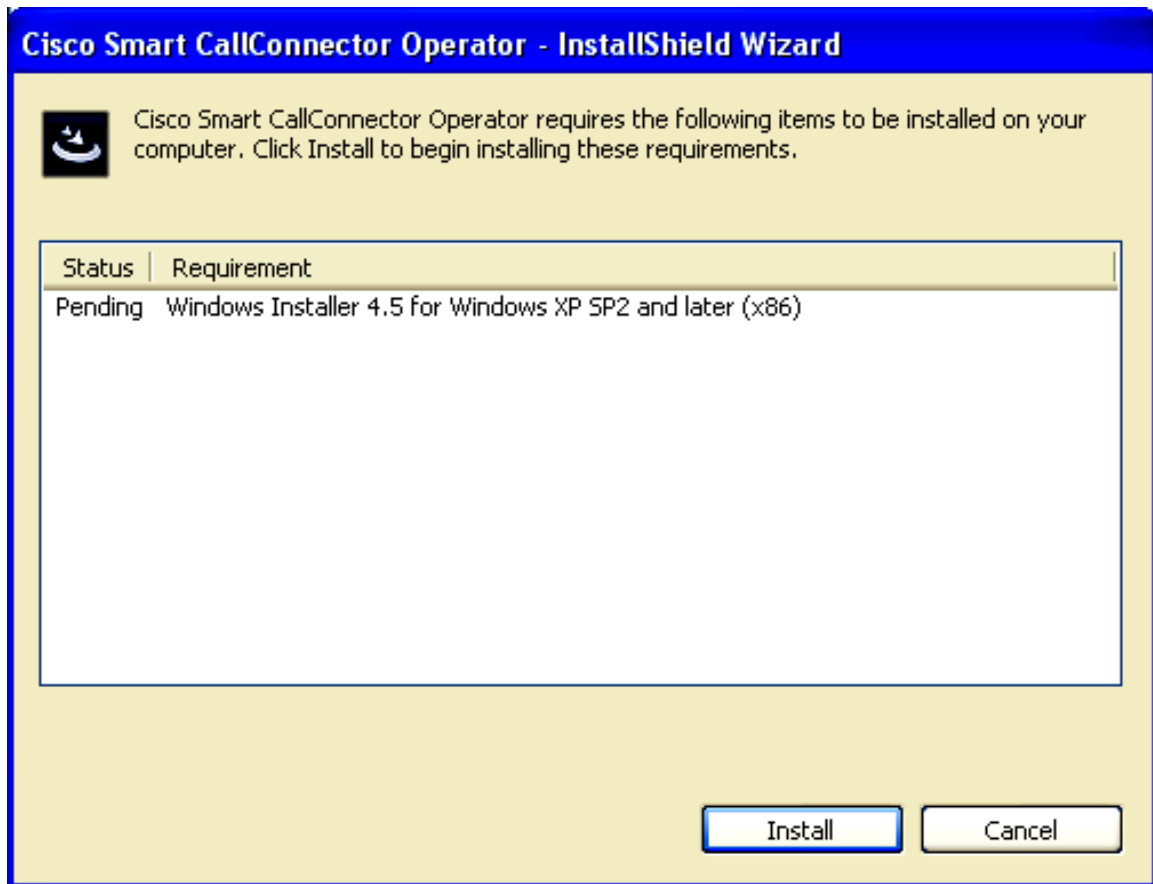 Cisco Smart CallConnector Operator - InstallShield Wizard
Cisco Smart CallConnector Operator requires the following items to be installed on your
computer. Click Install to begin installing these requirements.
Status Requirement
Pending Windows Installer 4.5 for Windows XP SP2 and later (x86)
Install Cancel